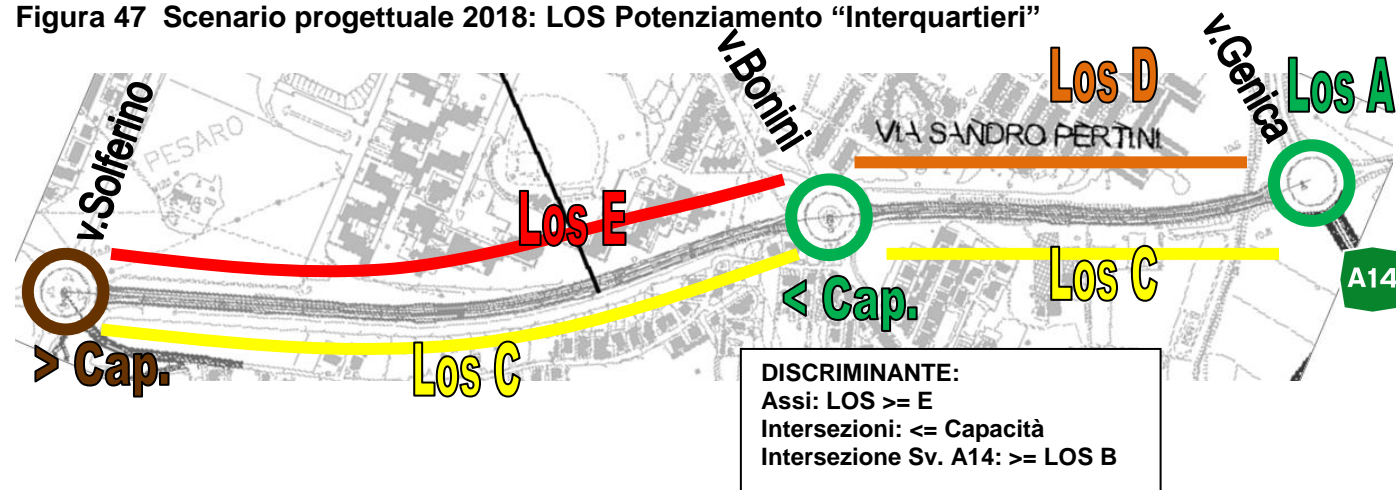 Figura 47 Scenario progettuale 2018: LOS Potenziamento “Interquartieri”
v.Solferino
v.Bonini
v.Genica
Los D
Los A
PESARO
VIA SANDRO PERTINI
Los E
Los C
A14
< Cap.
> Cap.
Los C
DISCRIMINANTE:
Assi: LOS >= E
Intersezioni: <= Capacità
Intersezione Sv. A14: >= LOS B